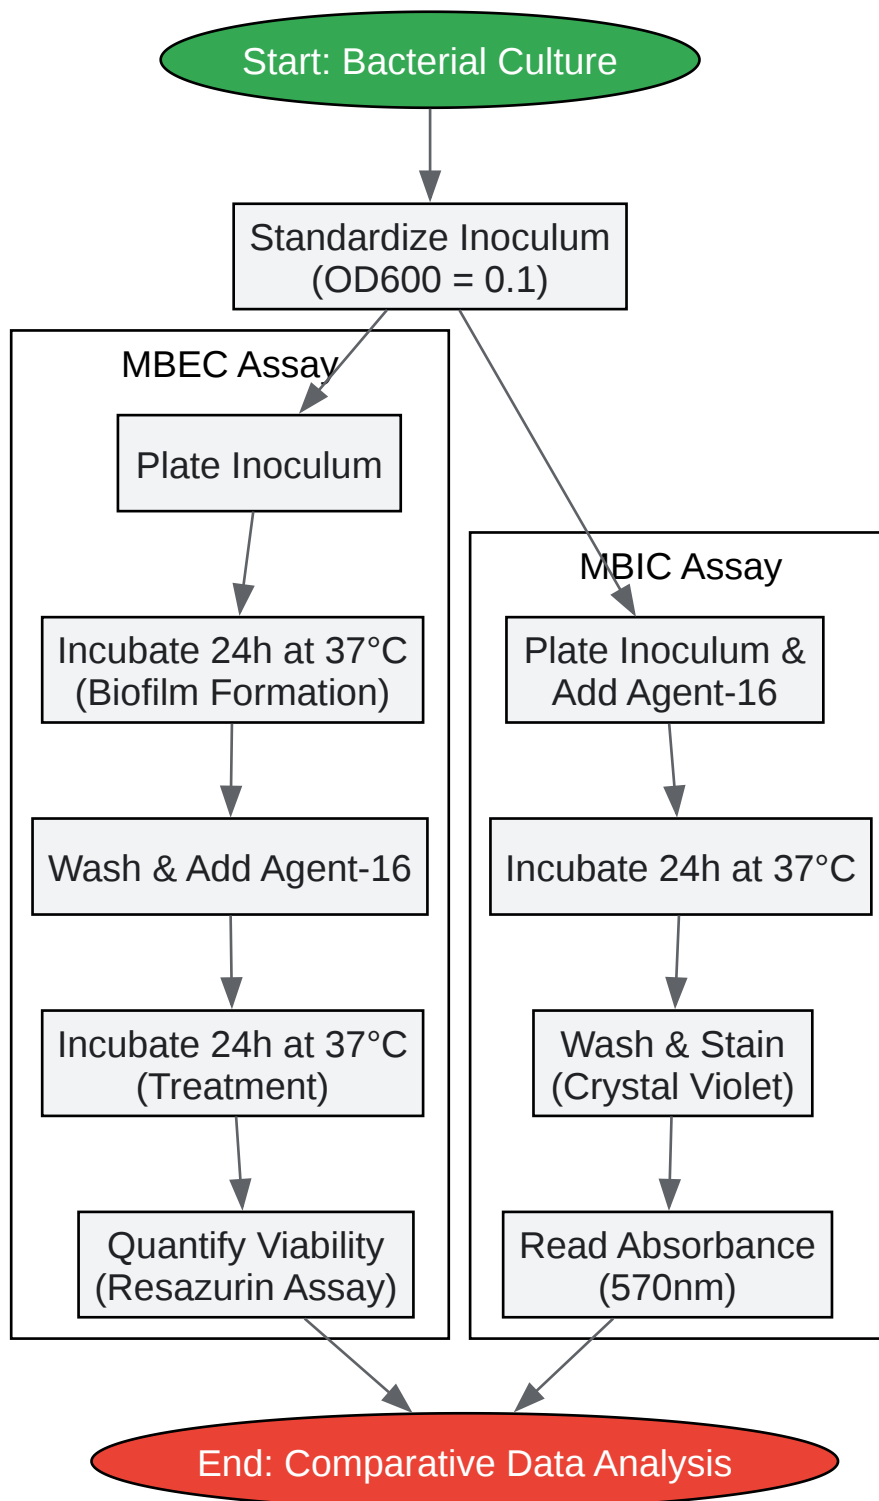 Start: Bacterial Culture
Standardize Inoculum
(OD600 = 0.1)
MBEC Assay
Plate Inoculum
Incubate 24h at 37°C
(Biofilm Formation)
Wash & Add Agent-16
Incubate 24h at 37°C
(Treatment)
Quantify Viability
(Resazurin Assay)
MBIC Assay
Plate Inoculum &
Add Agent-16
Incubate 24h at 37°C
Wash & Stain
(Crystal Violet)
Read Absorbance
(570nm)
End: Comparative Data Analysis